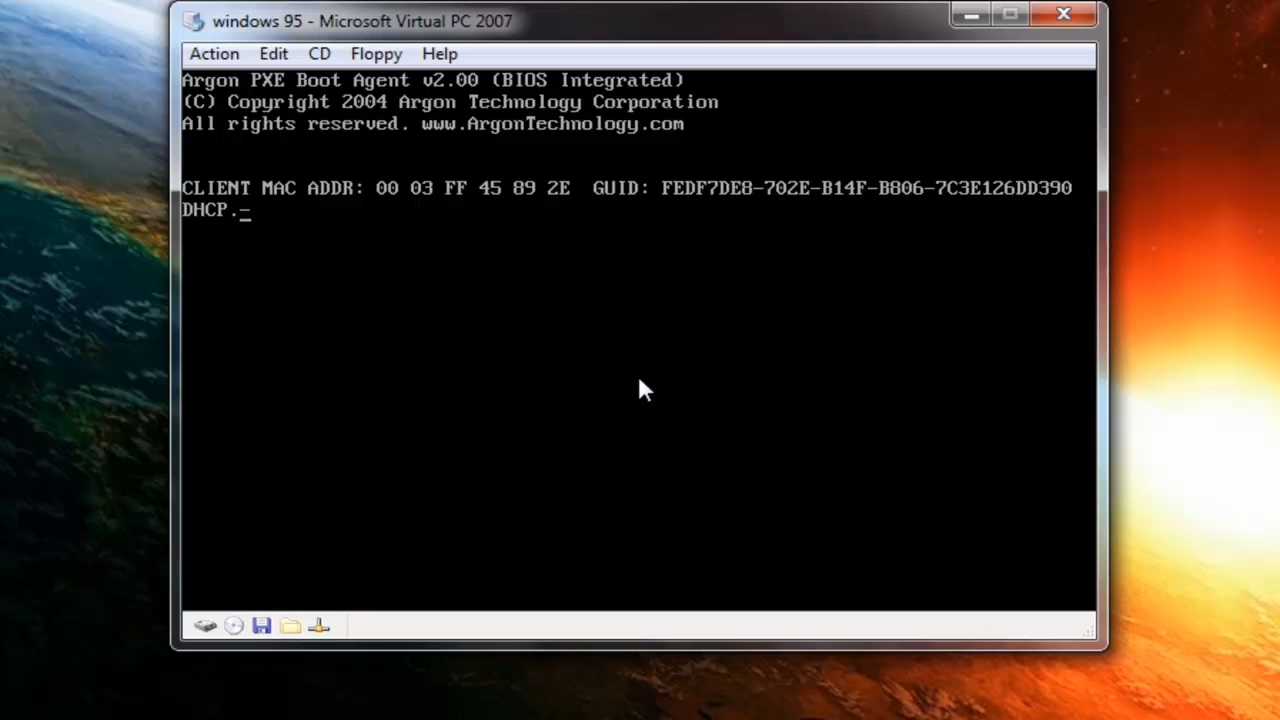 windows 95 - Microsoft Virtual PC 2007
Action Edit CD Floppy Help
Argon PXE Boot Agent v2.00 (BIOS Integrated)
(C) Copyright 2004 Argon Technology Corporation
All rights reserved. www.ArgonTechnology.com
CLIENT MAC ADDR: 00 03 FF 45 89 2E  GUID: FEDF7DE8-702E-B14F-B806-7C3E126DD390
DHCP.-